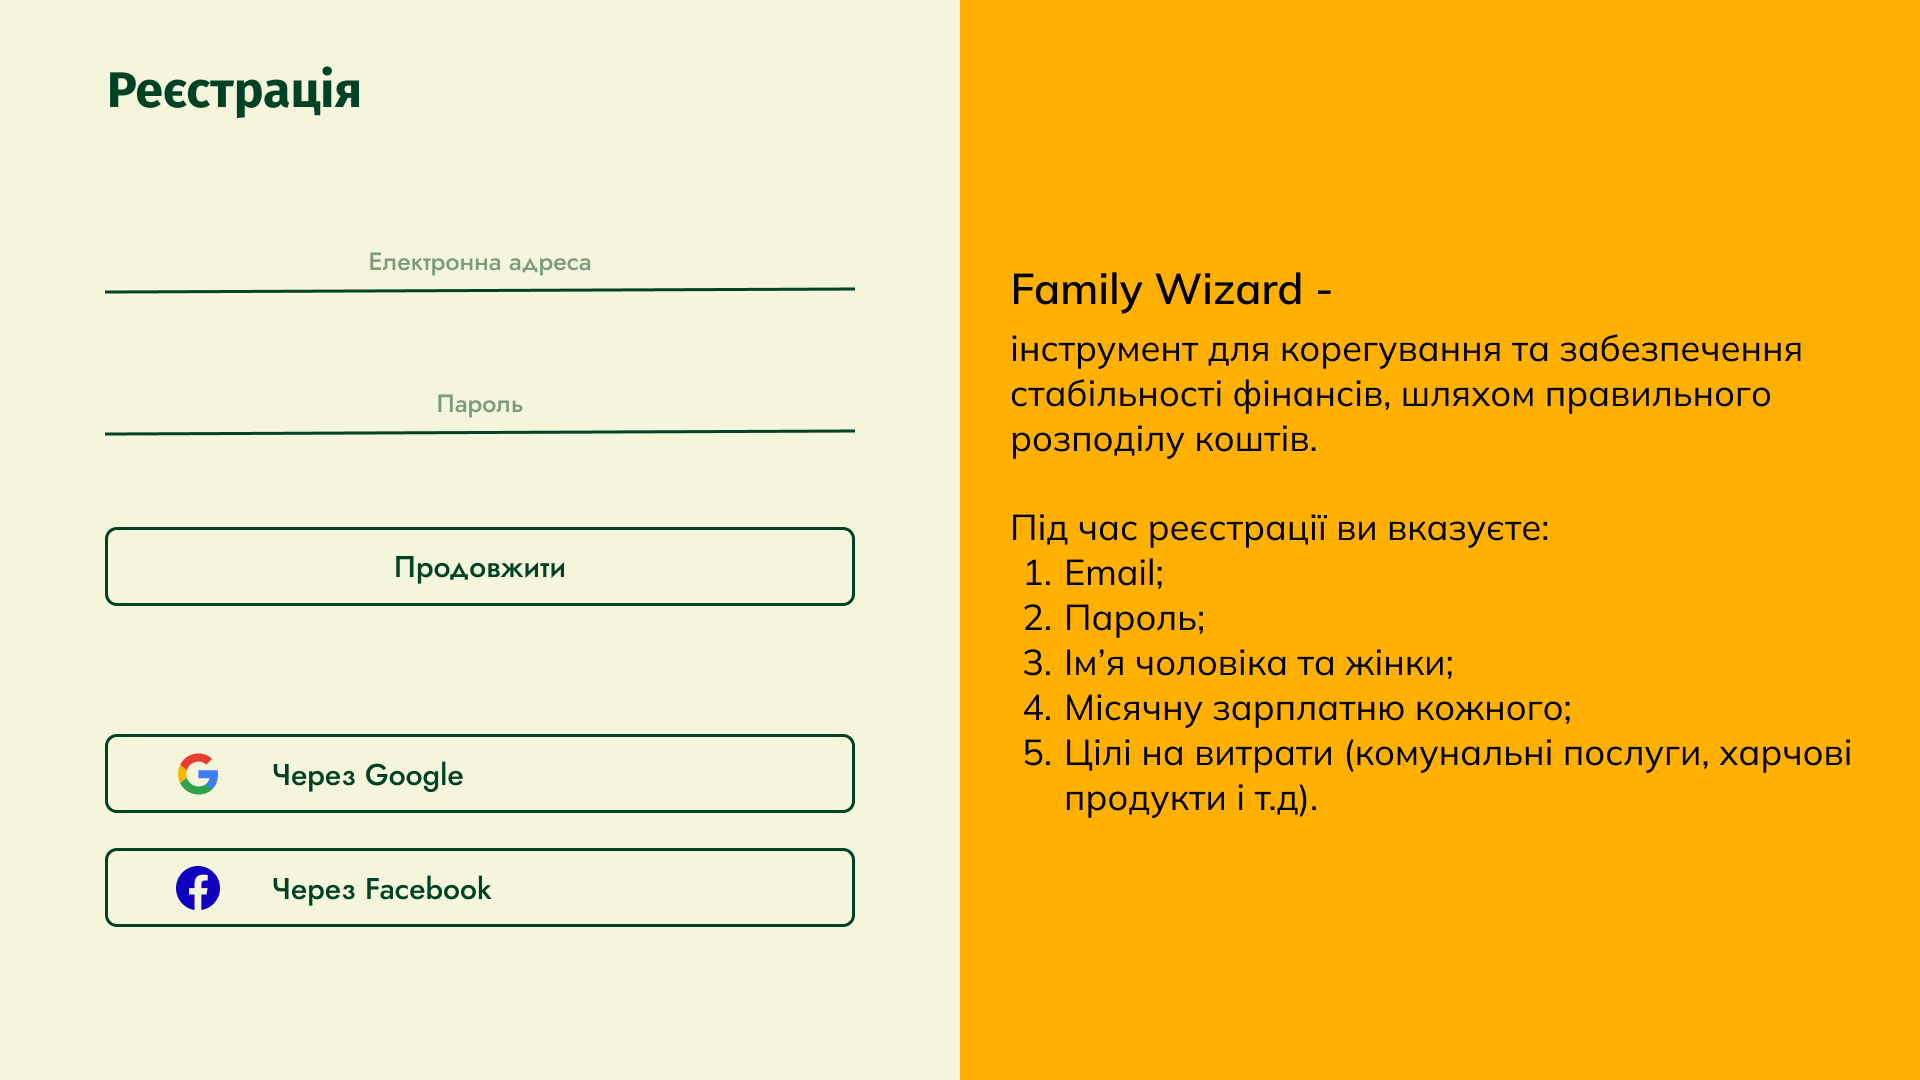 Реєстрація
Електронна адреса
Пароль
Продовжити
Через Google
Через Facebook
Family Wizard -
інструмент для корегування та забезпечення
стабільності фінансів, шляхом правильного
розподілу коштів.
Під час реєстрації ви вказуєте:
1. Email;
2. Пароль;
3. Ім’я чоловіка та жінки;
4. Місячну зарплатню кожного;
5. Цілі на витрати (комунальні послуги, харчові
продукти і т.д).